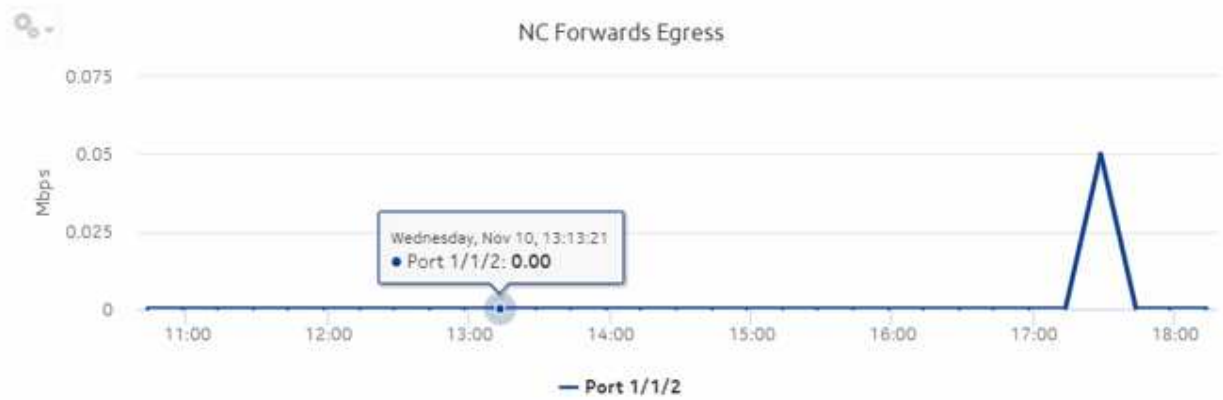 NC Forwards Egress
0.075
0.05
0.025
0
Mbps
Wednesday, Nov 10, 13:13:21
Port 1/1/2: 0.00
11:00 12:00 13:00 14:00 15:00 16:00 17:00 18:00
Port 1/1/2